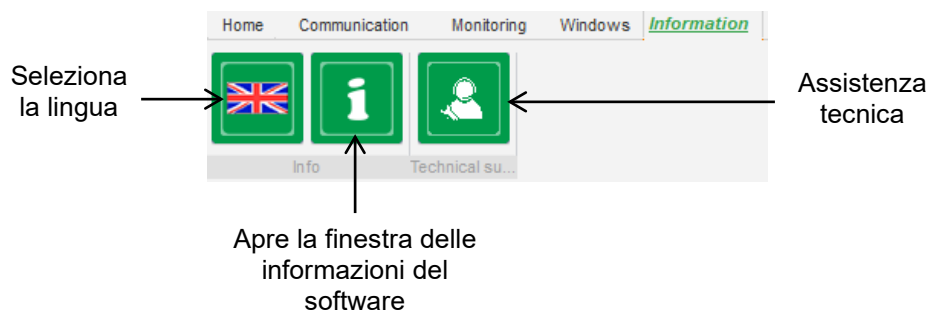 Home Communication Monitoring Windows Information
Seleziona
la lingua
Assistenza
tecnica
Info Technical su...
Apre la finestra delle
informazioni del
software